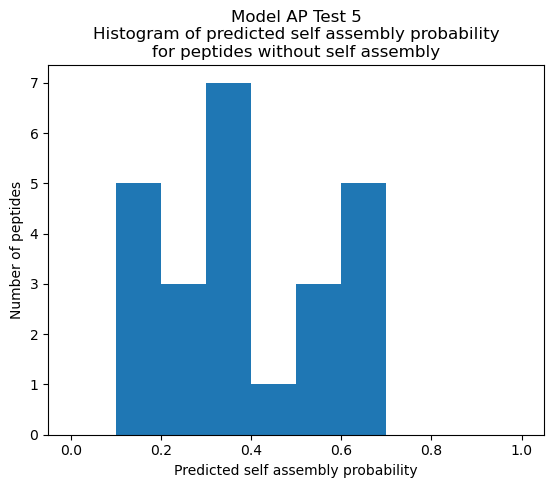 Model AP Test 5
Histogram of predicted self assembly probability
for peptides without self assembly
7
6
5
4
3
2
1
0
Number of peptides
0.0 0.2 0.4 0.6 0.8 1.0
Predicted self assembly probability